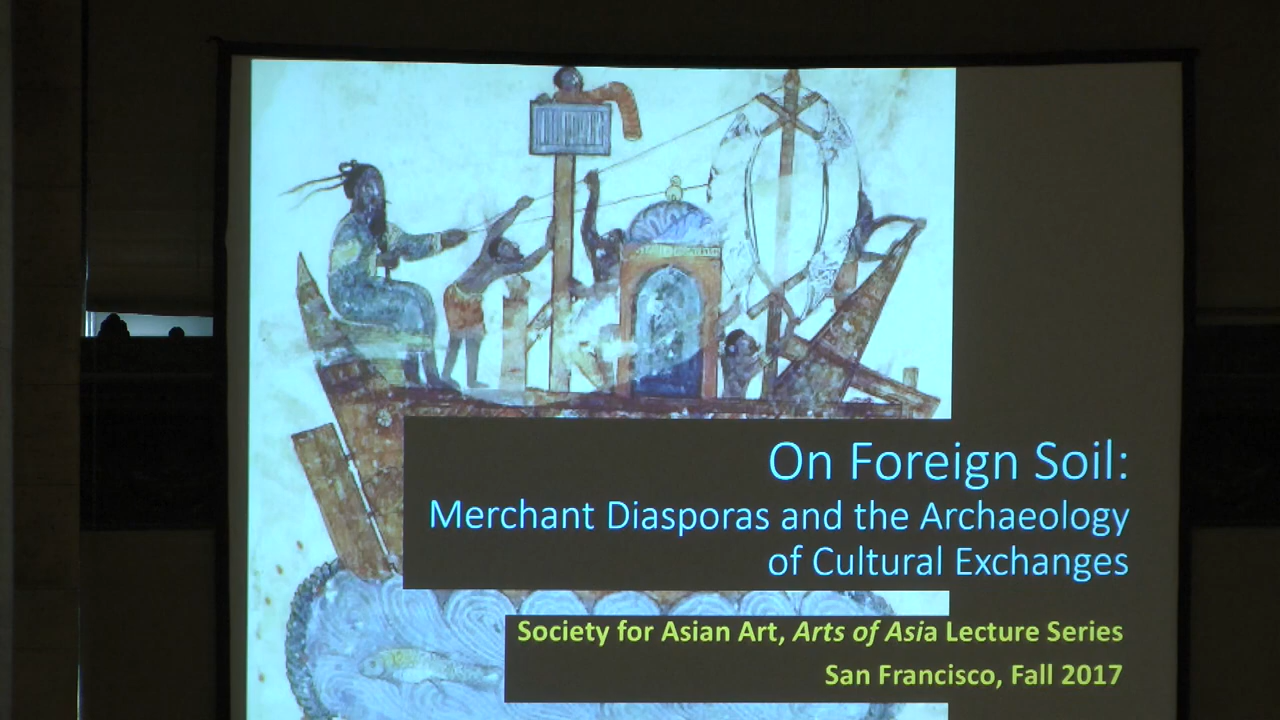 On Foreign Soil:
Merchant Diasporas and the Archaeology
of Cultural Exchanges
Society for Asian Art, Arts of Asia Lecture Series
San Francisco, Fall 2017